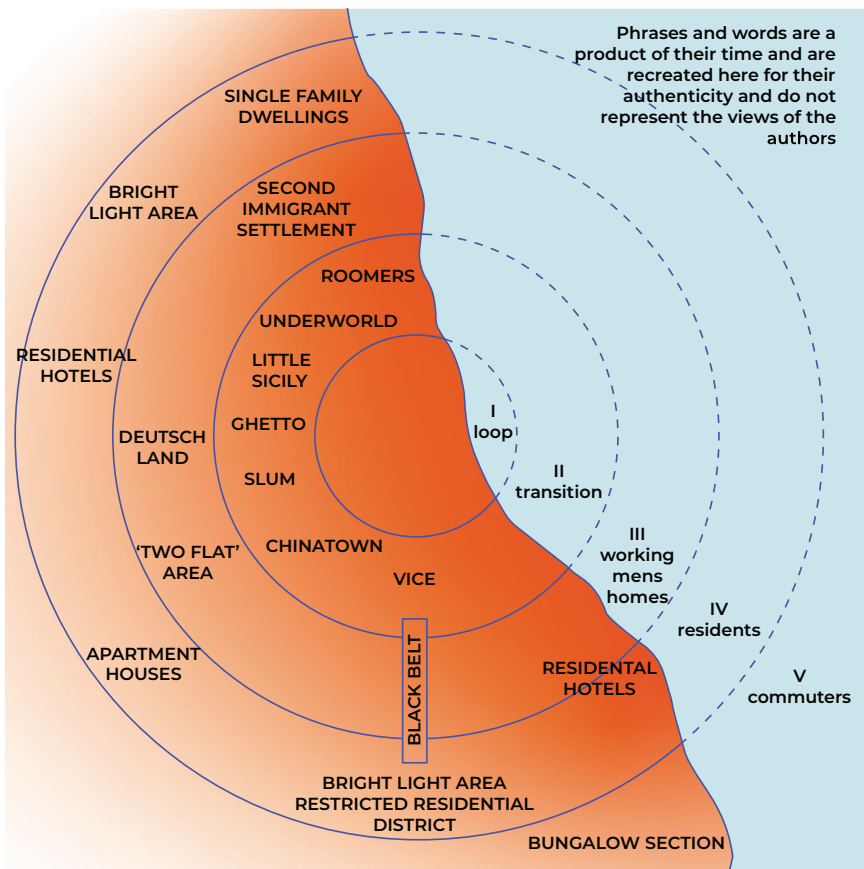 Phrases and words are a
product of their time and are
recreated here for their
authenticity and do not
represent the views of the
authors
SINGLE FAMILY
DWELLINGS
BRIGHT
LIGHT AREA
SECOND
IMMIGRANT
SETTLEMENT
ROOMERS
UNDERWORLD
RESIDENTIAL
HOTELS
LITTLE
SICILY
GHETTO
DEUTSCH
LAND
SLUM
I
loop
II
transition
CHINATOWN
'TWO FLAT'
AREA
VICE
III
working
mens
homes
IV
residents
APARTMENT
HOUSES
BLACK BELT
RESIDENTAL
HOTELS
V
commuters
BRIGHT LIGHT AREA
RESTRICTED RESIDENTIAL
DISTRICT
BUNGALOW SECTION